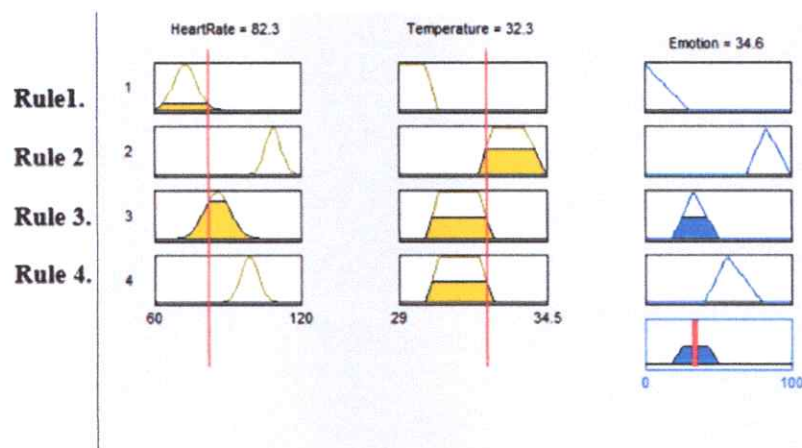 HeartRate = 82.3 Temperature = 32.3 Emotion = 34.6
Rule1. 1
Rule 2 2
Rule 3. 3
Rule 4. 4
60 120 29 34.5
0 100